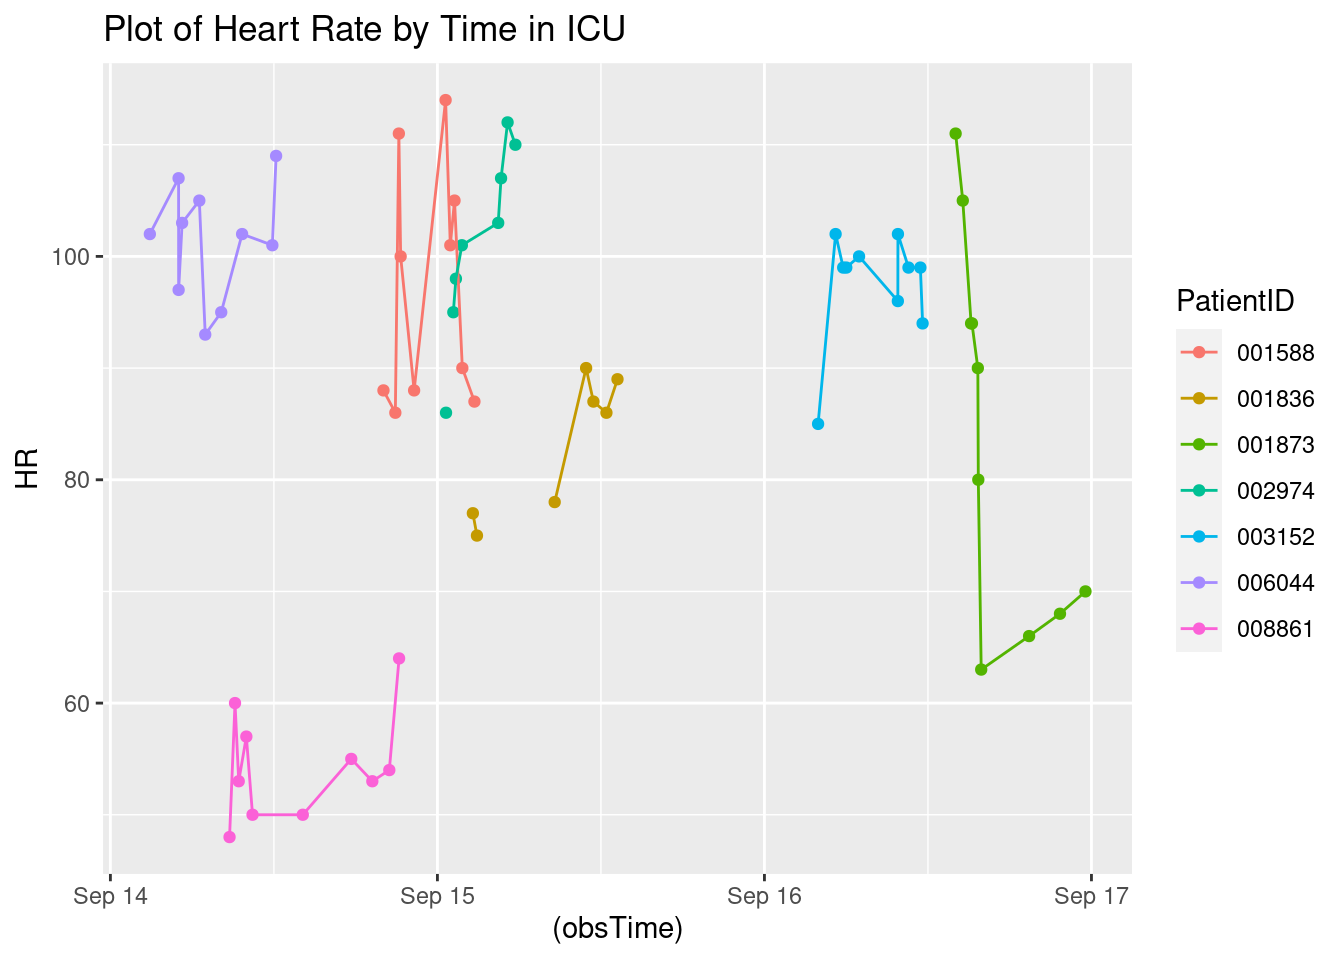 Plot of Heart Rate by Time in ICU
HR
100
80
60
Sep 14
Sep 15
Sep 16
Sep 17
(obsTime)
PatientID
001588
001836
001873
002974
003152
006044
008861